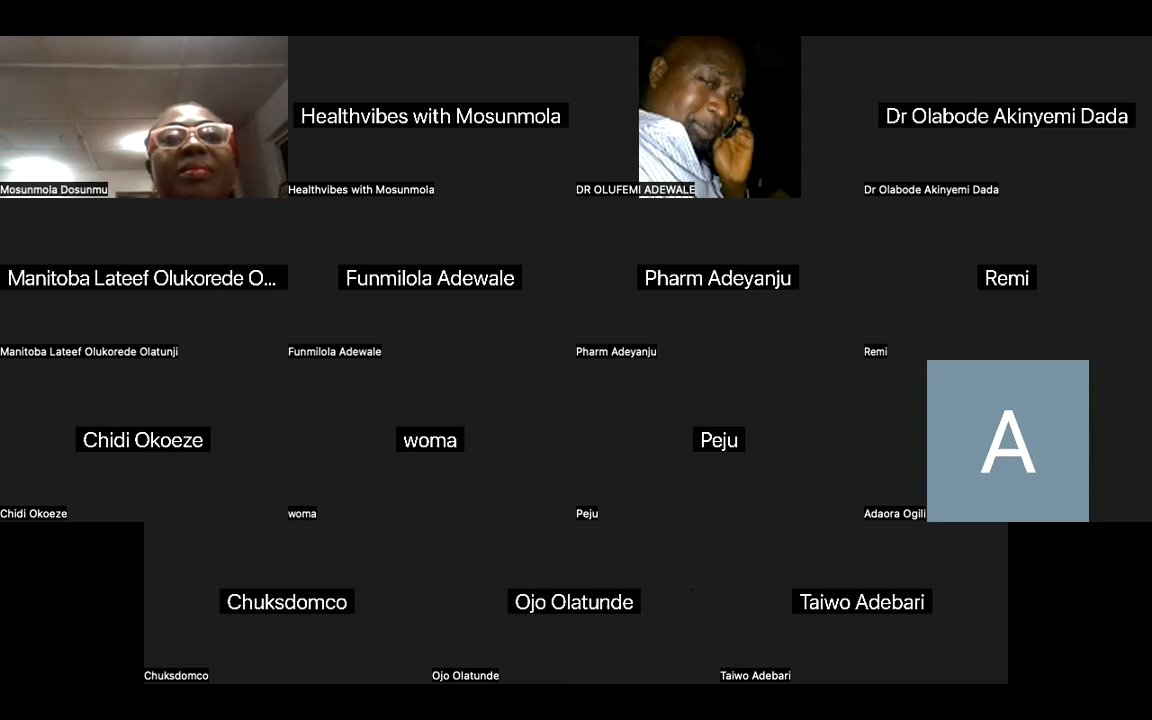 Healthvibes with Mosunmola
Dr Olabode Akinyemi Dada
Mosunmola Dosunmu
Healthvibes with Mosunmola
DR OLUFEMI ADEWALE
Dr Olabode Akinyemi Dada
Manitoba Lateef Olukorede O...
Funmilola Adewale
Pharm Adeyanju
Remi
Manitoba Lateef Olukorede Olatunji
Funmilola Adewale
Pharm Adeyanju
Remi
Chidi Okoeze
woma
Peju
A
Chidi Okoeze
woma
Peju
Adaora Ogili
Chuksdomco
Ojo Olatunde
Taiwo Adebari
Chuksdomco
Ojo Olatunde
Taiwo Adebari